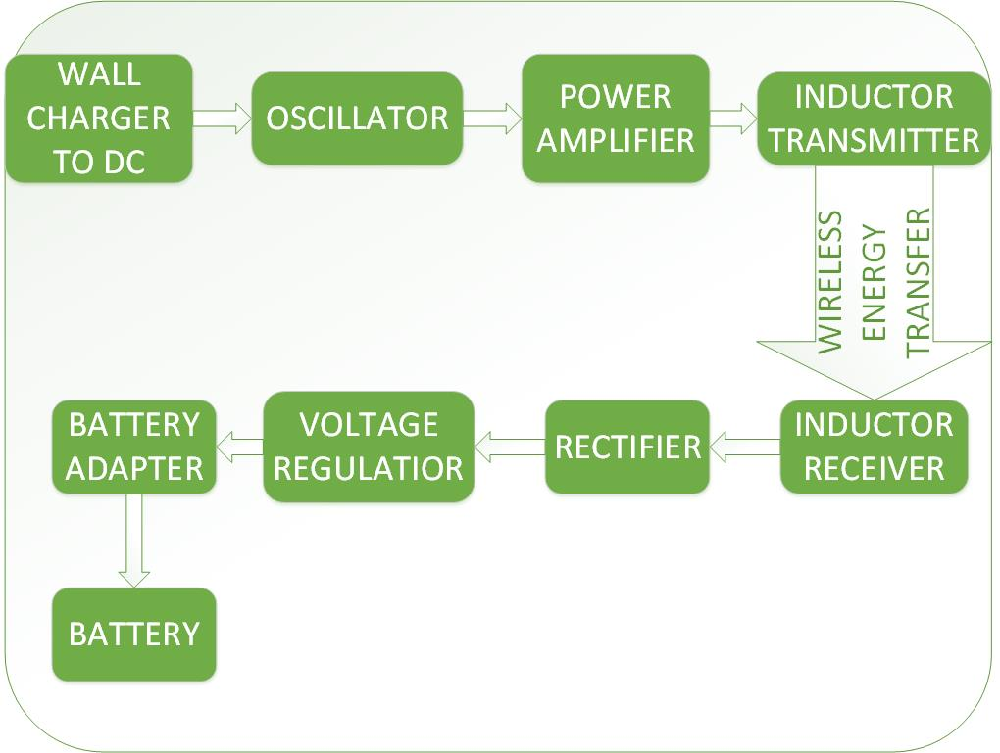 WALL
CHARGER
TO DC
OSCILLATOR
POWER
AMPLIFIER
INDUCTOR
TRANSMITTER
WIRELESS
ENERGY
TRANSFER
INDUCTOR
RECEIVER
RECTIFIER
VOLTAGE
REGULATIOR
BATTERY
ADAPTER
BATTERY